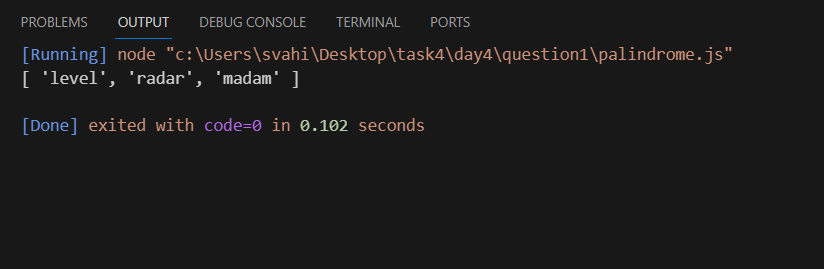 PROBLEMS OUTPUT DEBUG CONSOLE TERMINAL PORTS
[Running] node "c:\Users\svahi\Desktop\task4\day4\question1\palindrome.js"
[ 'level', 'radar', 'madam' ]
[Done] exited with code=0 in 0.102 seconds